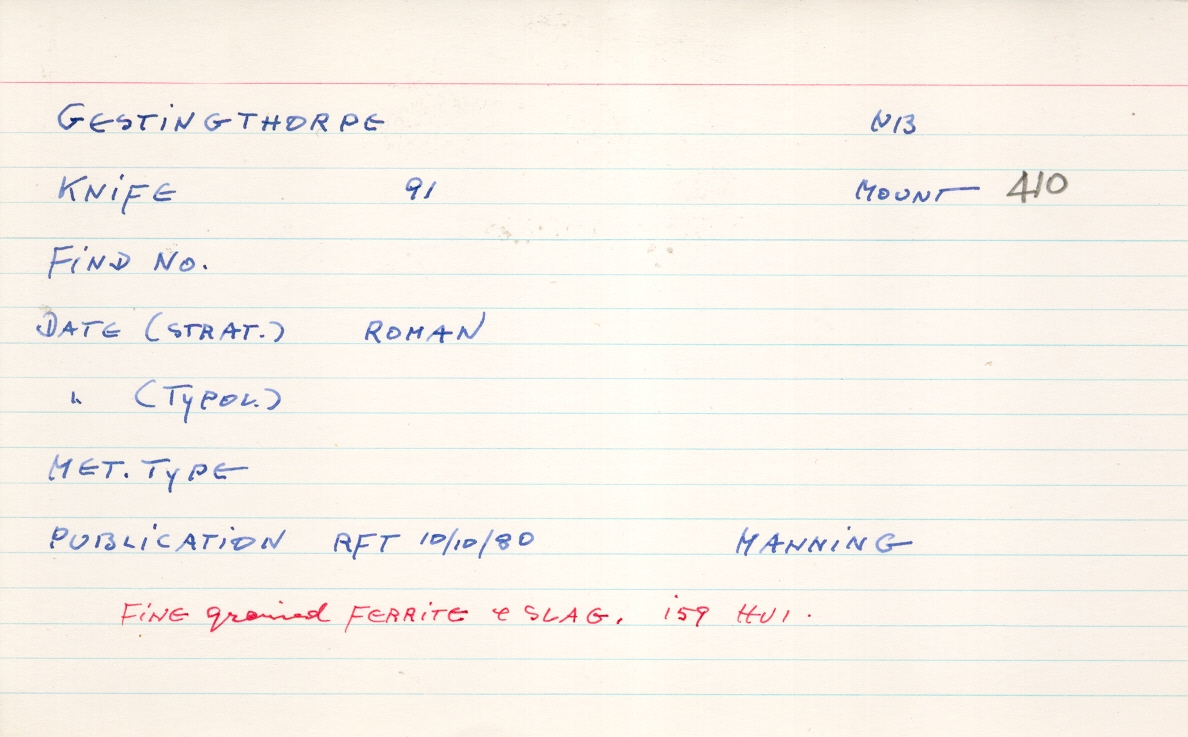 GESTINGTHORPE N13
KNIFE 91 MOUNT 410
FIND NO.
DATE (STRAT.) ROMAN
" (TYPOL.)
MET. TYPE
PUBLICATION RFT 10/10/80 MANNING
FINE grained FERRITE & SLAG. 159 HV1.